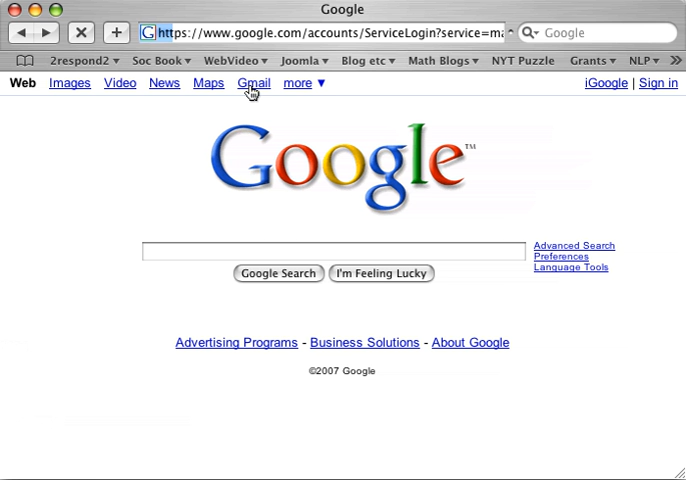 Google
https://www.google.com/accounts/ServiceLogin?service=ma
Google
2respond2 Soc Book WebVideo Joomla Blog etc Math Blogs NYT Puzzle Grants NLP
Web Images Video News Maps Gmail more iGoogle | Sign in
Google™
Advanced Search
Preferences
Language Tools
Google Search I'm Feeling Lucky
Advertising Programs - Business Solutions - About Google
©2007 Google